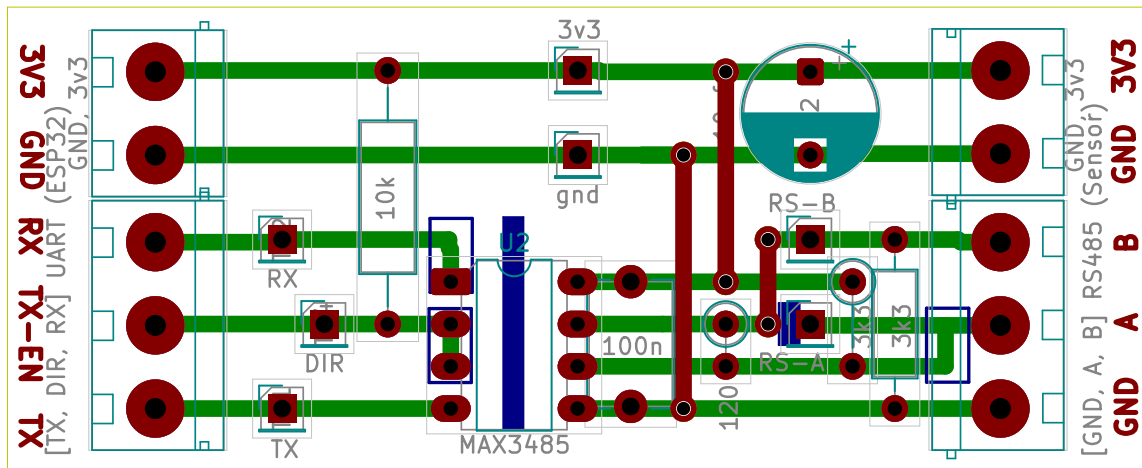 3V3
GND
RX
TX-EN
TX
GND, 3v3
(ESP32)
[TX, DIR, RX] UART
3v3
gnd
10k
RX
DIR
TX
U2
MAX3485
100n
120
RS-B
RS-A
3k3
3k3
GND, 3v3
(Sensor)
[GND, A, B] RS485
3V3
GND
B
A
GND